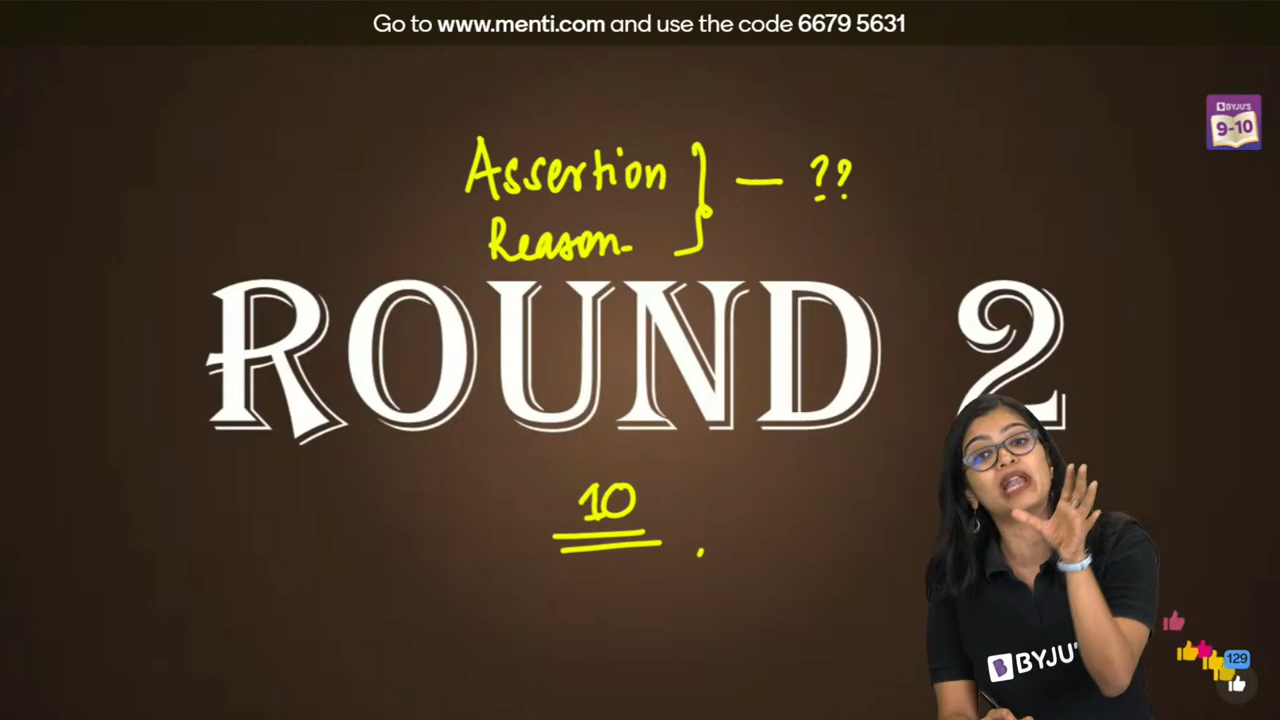 Go to www.menti.com and use the code 6679 5631
BYJU'S
9-10
Assertion
Reason
— ??
ROUND 2
10
BYJU'
129